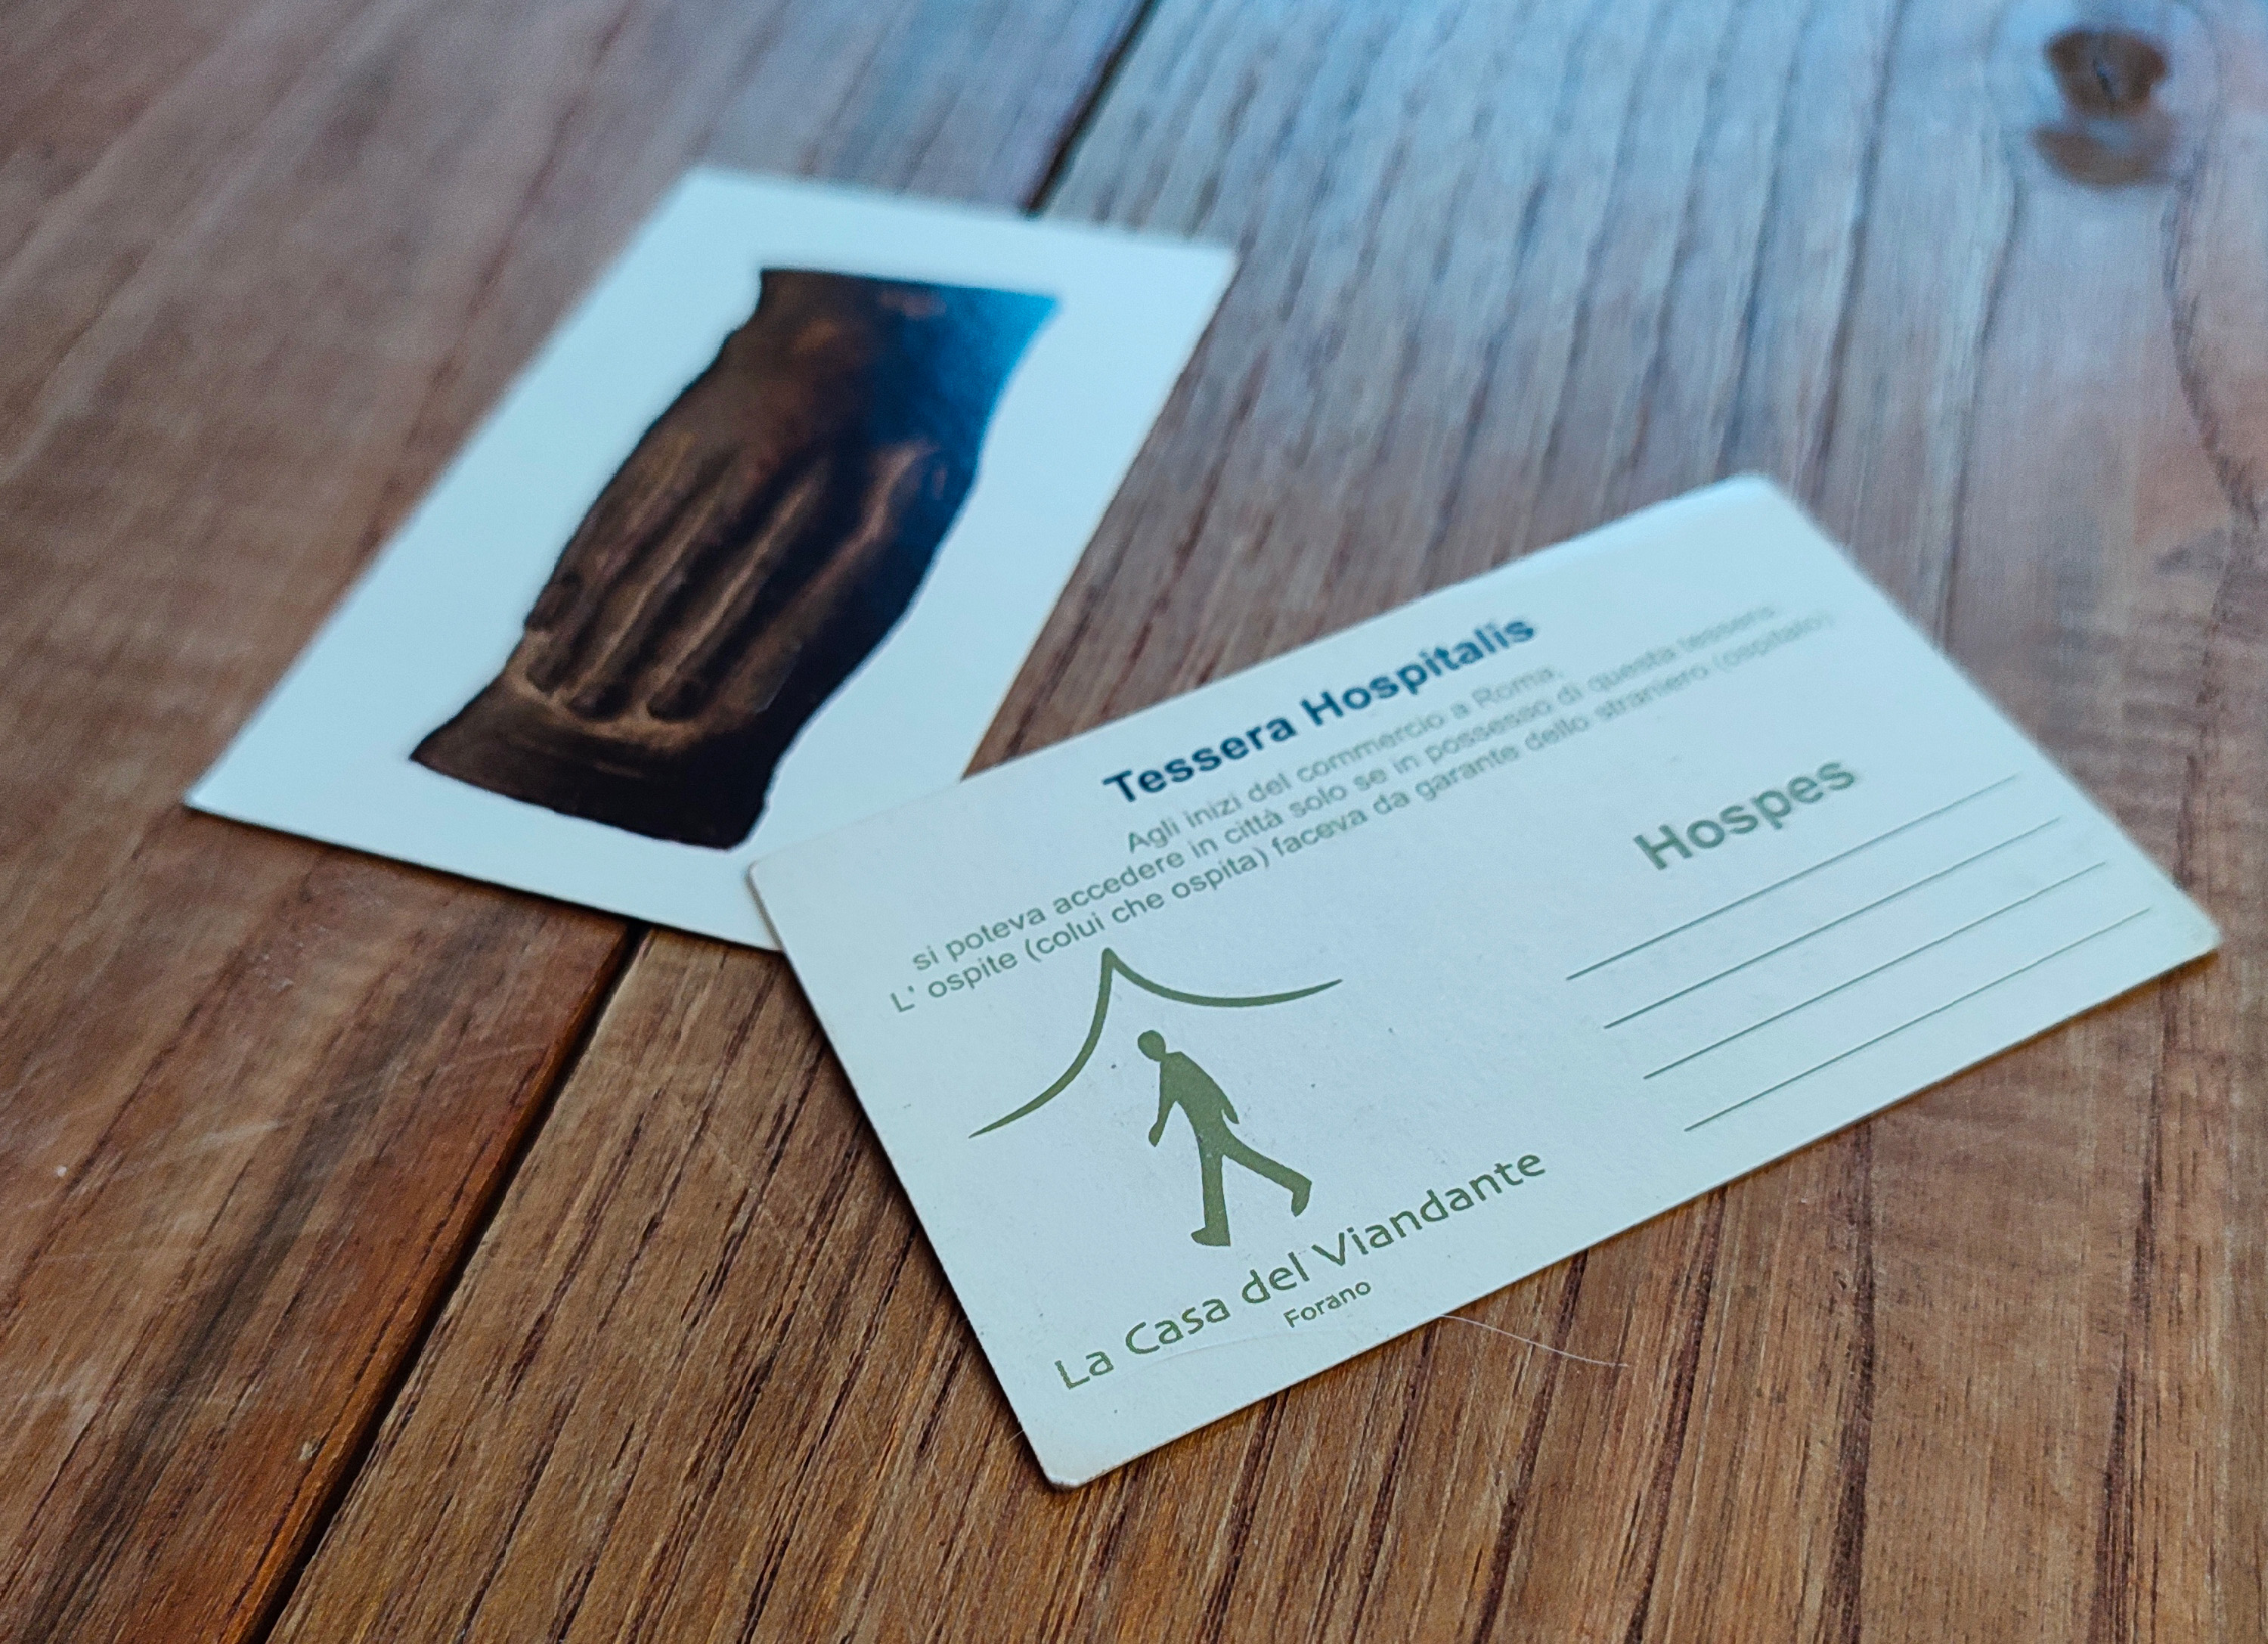 Tessera Hospitalis
Agli inizi del commercio a Roma,
si poteva accedere in città solo se in possesso di questa tessera.
L' ospite (colui che ospita) faceva da garante dello straniero (ospitato)
Hospes
La Casa del Viandante
Forano